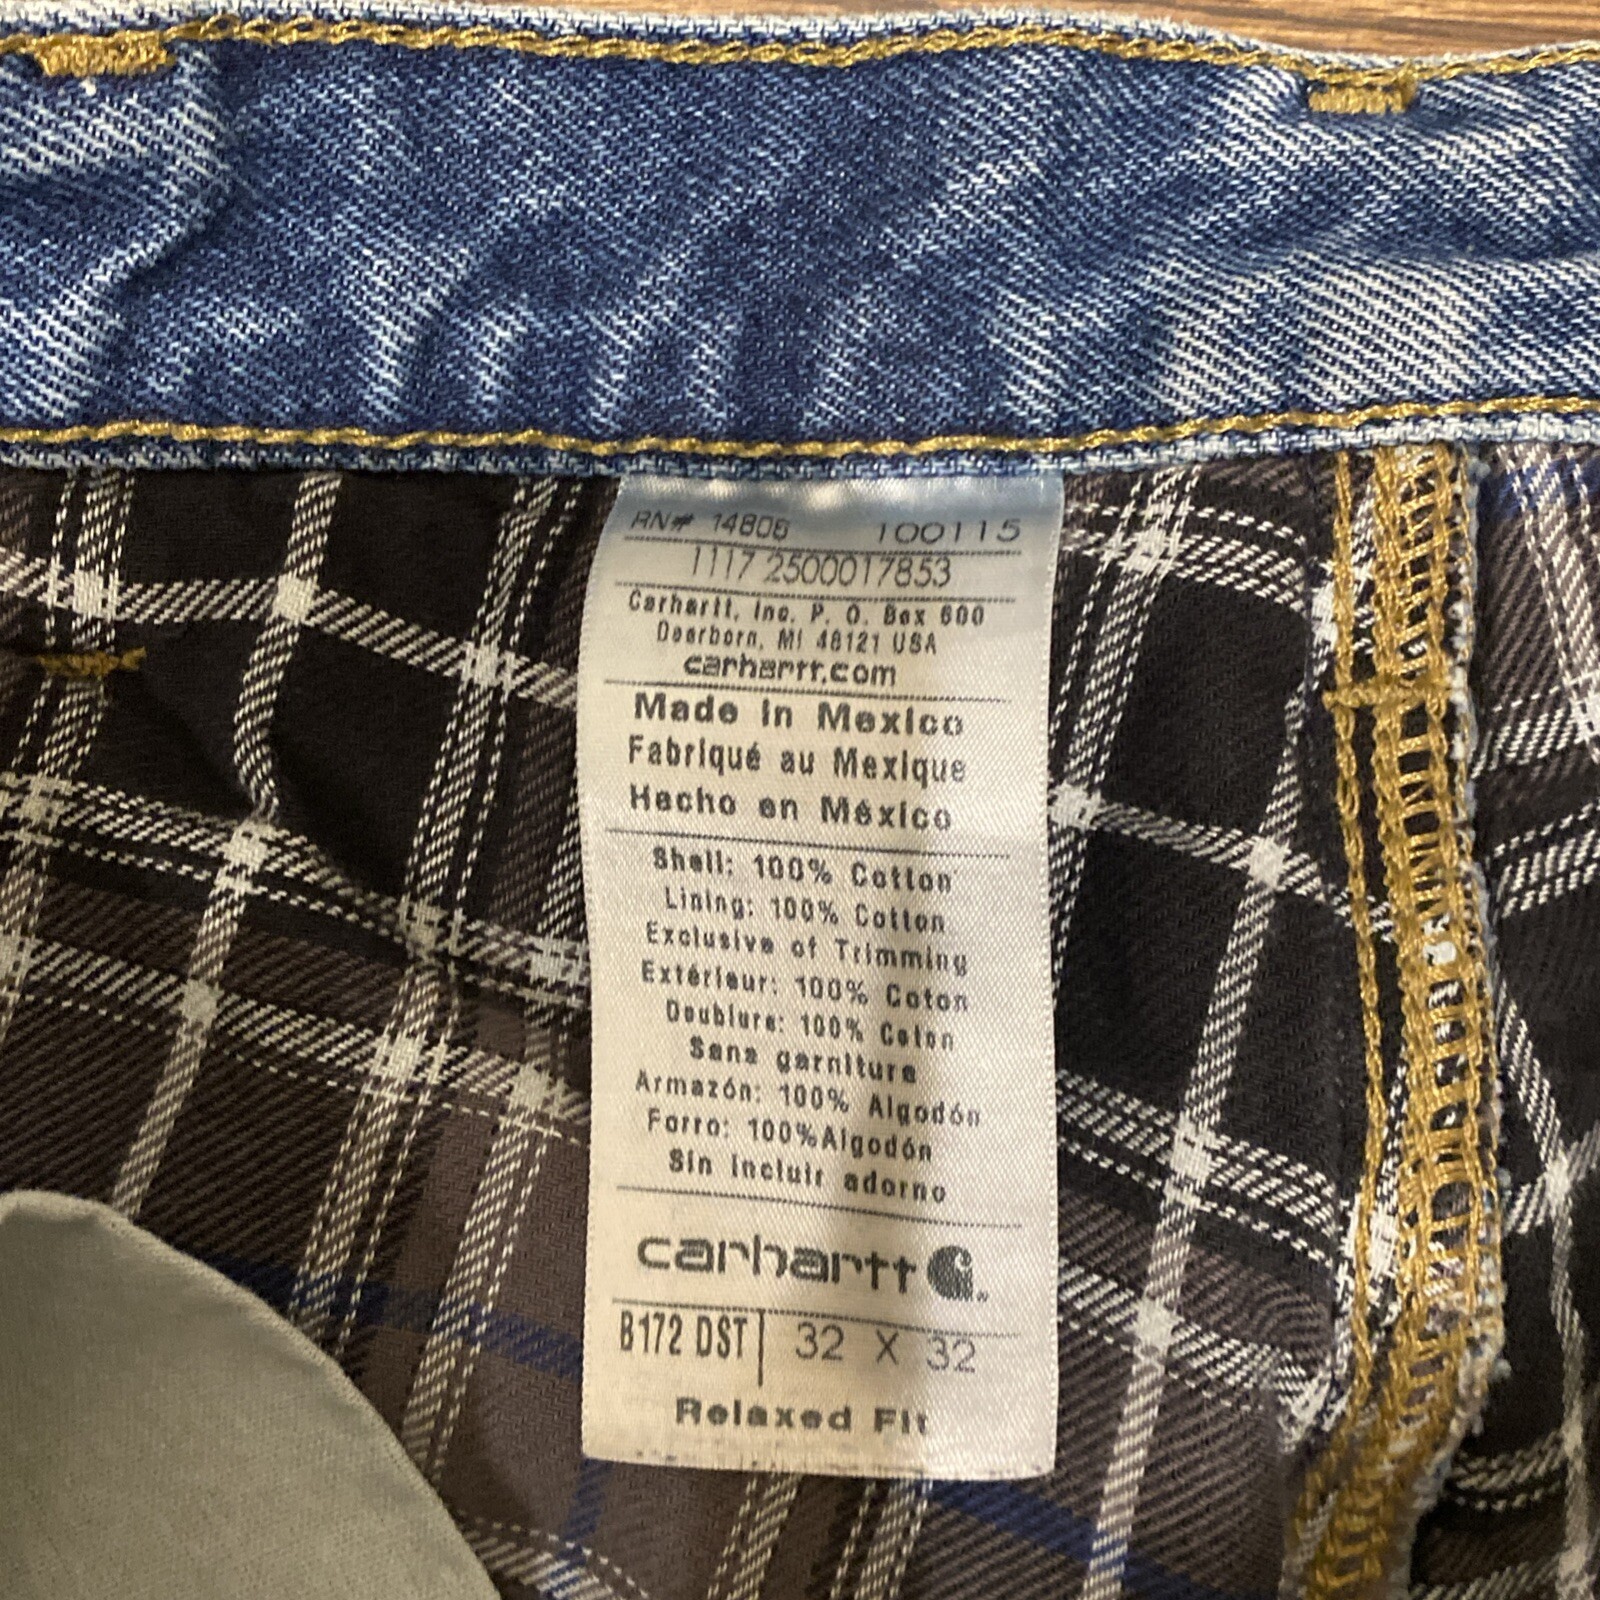 RN# 14806 100115
1117 2500017853
Carhartt, Inc. P. O. Box 600
Dearborn, MI 48121 USA
carhartt.com
Made in Mexico
Fabriqué au Mexique
Hecho en México
Shell: 100% Cotton
Lining: 100% Cotton
Exclusive of Trimming
Extérieur: 100% Coton
Doublure: 100% Coton
Sans garniture
Armazón: 100% Algodón
Forro: 100%Algodón
Sin incluir adorno
carhartt
B172 DST 32 X 32
Relaxed Fit